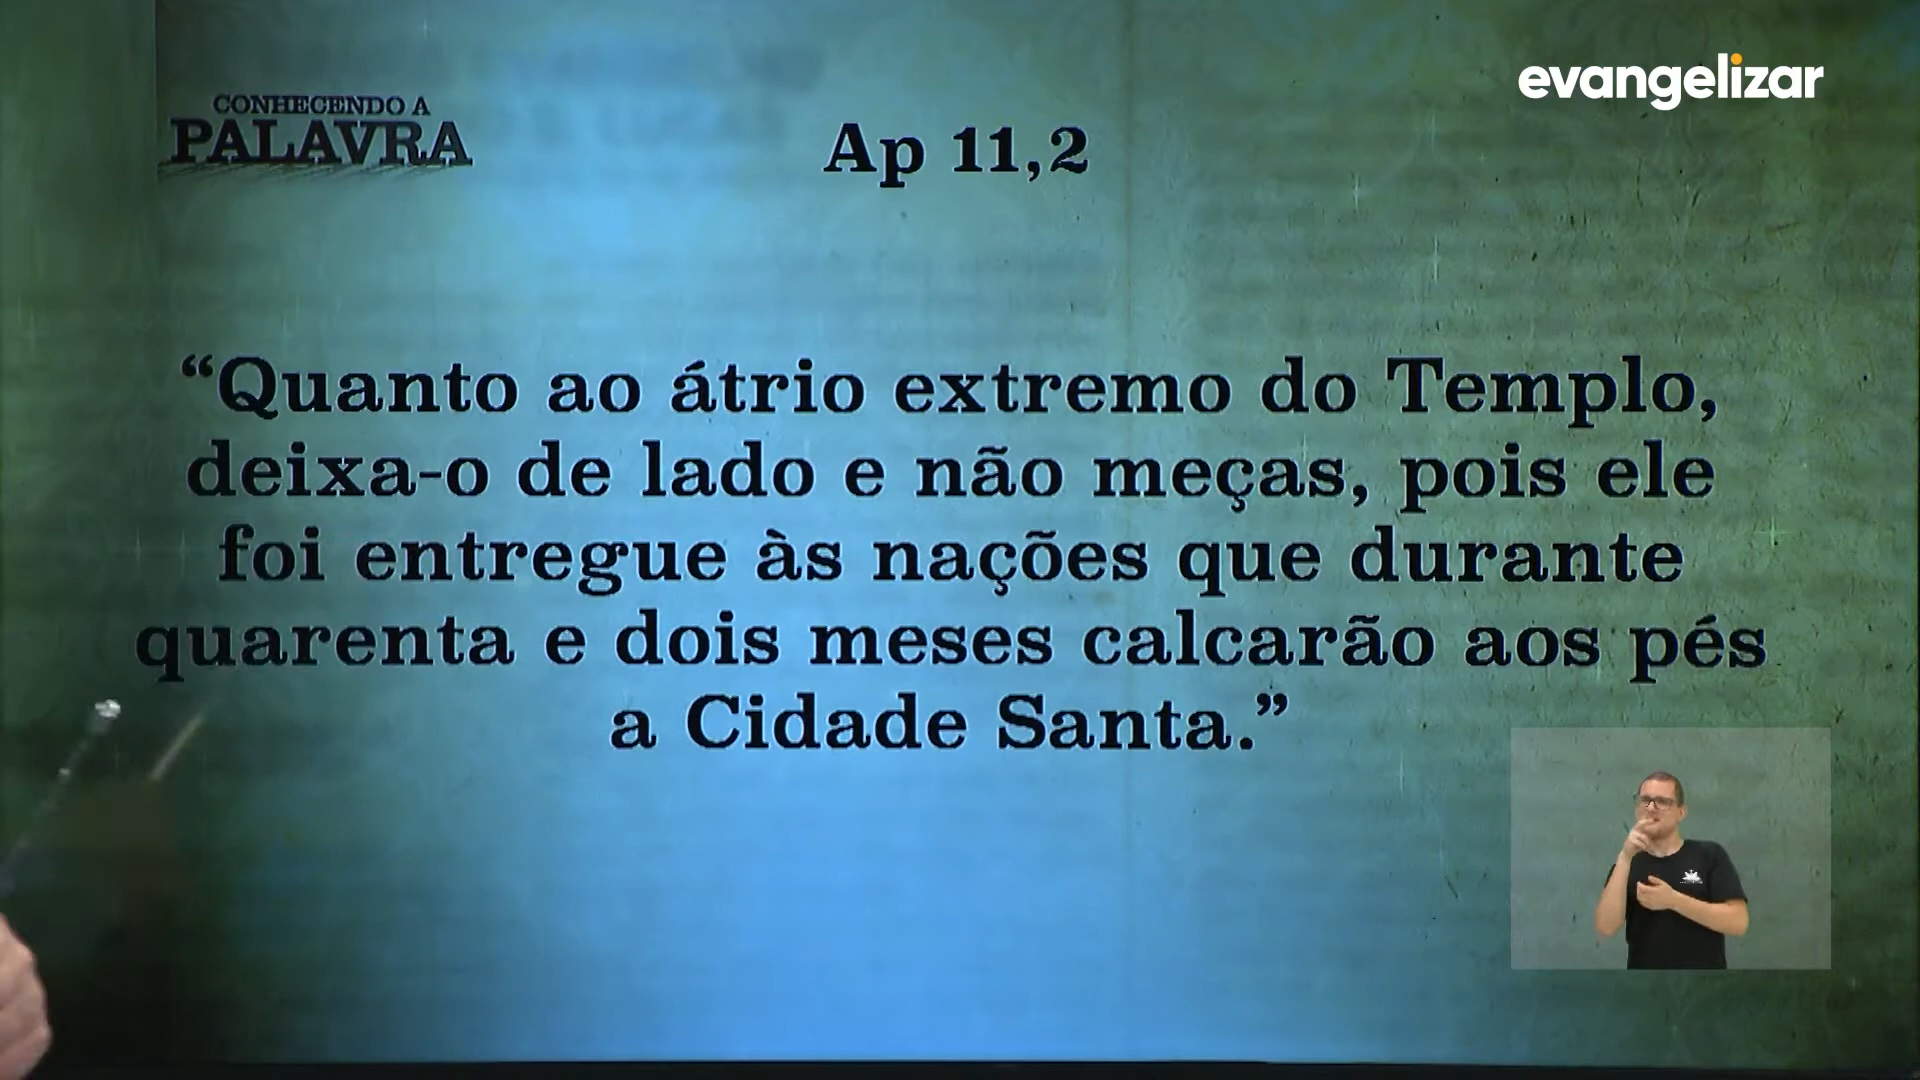 evangelizar
CONHECENDO A
PALAVRA
Ap 11,2
“Quanto ao átrio extremo do Templo,
deixa-o de lado e não meças, pois ele
foi entregue às nações que durante
quarenta e dois meses calcarão aos pés
a Cidade Santa.”